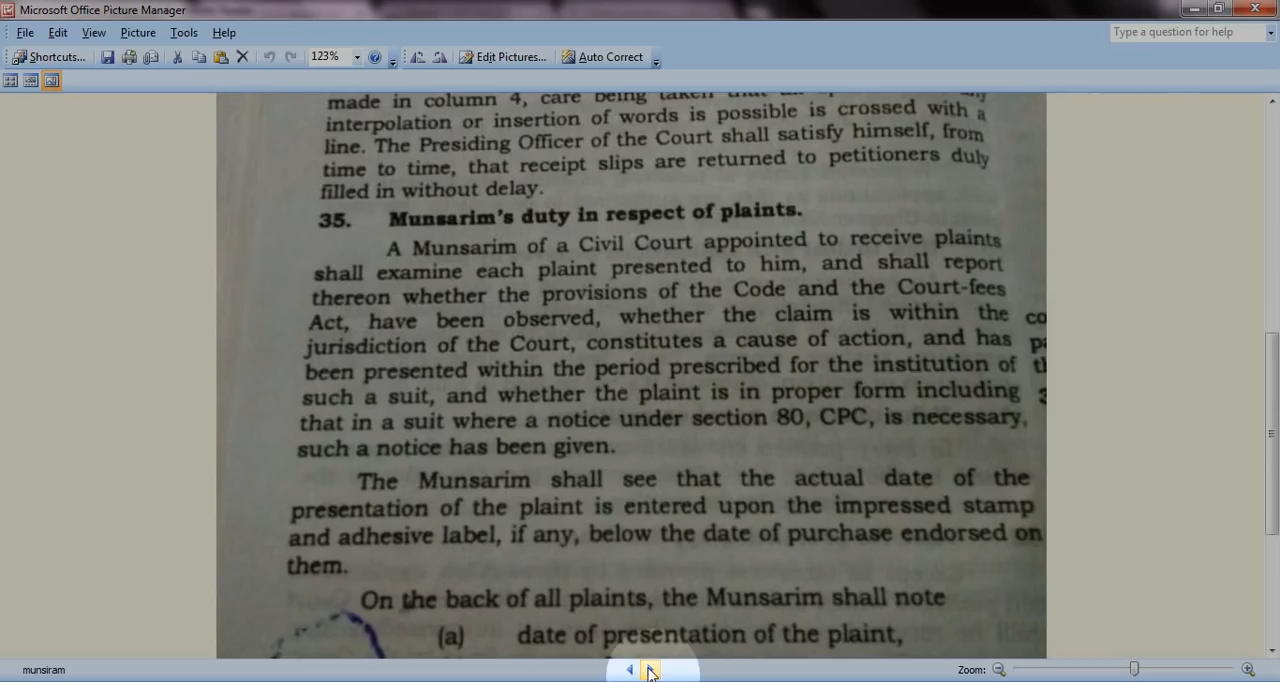 Microsoft Office Picture Manager
File Edit View Picture Tools Help
Type a question for help
Shortcuts... 123% Edit Pictures... Auto Correct
made in column 4, care being taken that
interpolation or insertion of words is possible is crossed with a
line. The Presiding Officer of the Court shall satisfy himself, from
time to time, that receipt slips are returned to petitioners duly
filled in without delay.
35. Munsarim's duty in respect of plaints.
A Munsarim of a Civil Court appointed to receive plaints
shall examine each plaint presented to him, and shall report
thereon whether the provisions of the Code and the Court-fees
Act, have been observed, whether the claim is within the
jurisdiction of the Court, constitutes a cause of action, and has
been presented within the period prescribed for the institution of
such a suit, and whether the plaint is in proper form including
that in a suit where a notice under section 80, CPC, is necessary,
such a notice has been given.
The Munsarim shall see that the actual date of the
presentation of the plaint is entered upon the impressed stamp
and adhesive label, if any, below the date of purchase endorsed on
them.
On the back of all plaints, the Munsarim shall note
(a) date of presentation of the plaint,
munsiram
Zoom: